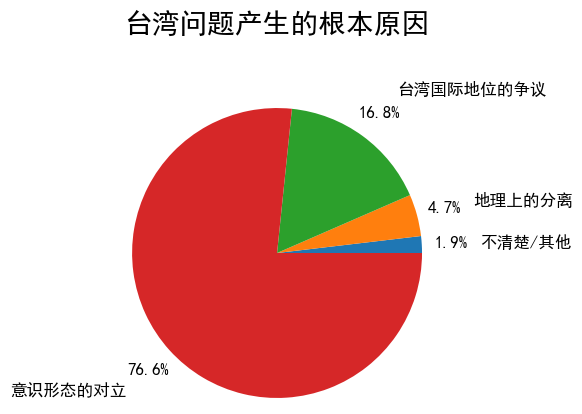 台湾问题产生的根本原因
台湾国际地位的争议
16.8%
地理上的分离
4.7%
不清楚/其他
1.9%
76.6%
意识形态的对立